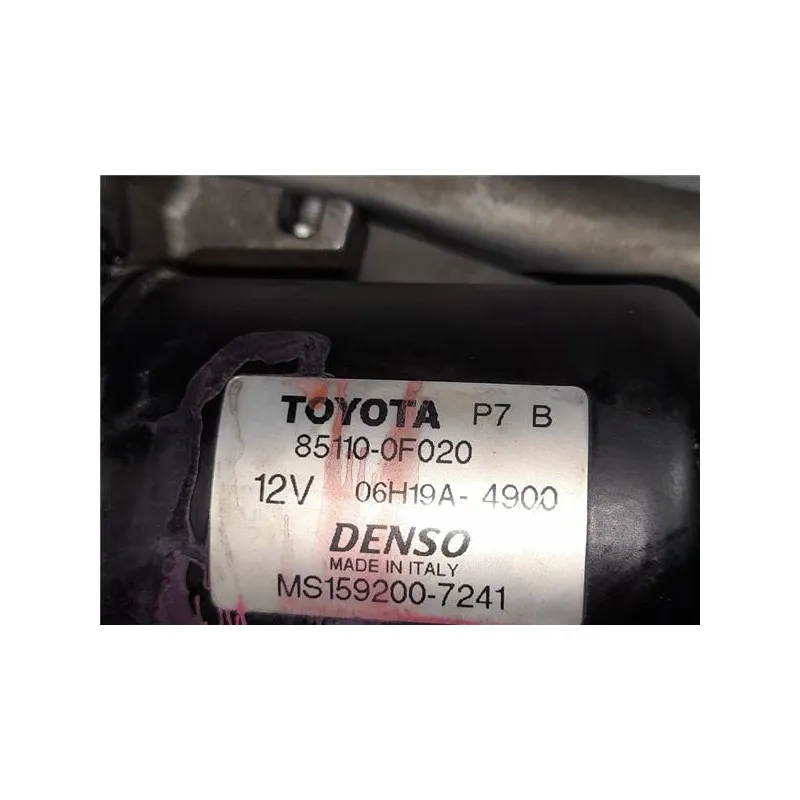 TOYOTA P7 B
85110-0F020
12V 06H19A-4900
DENSO
MADE IN ITALY
MS159200-7241